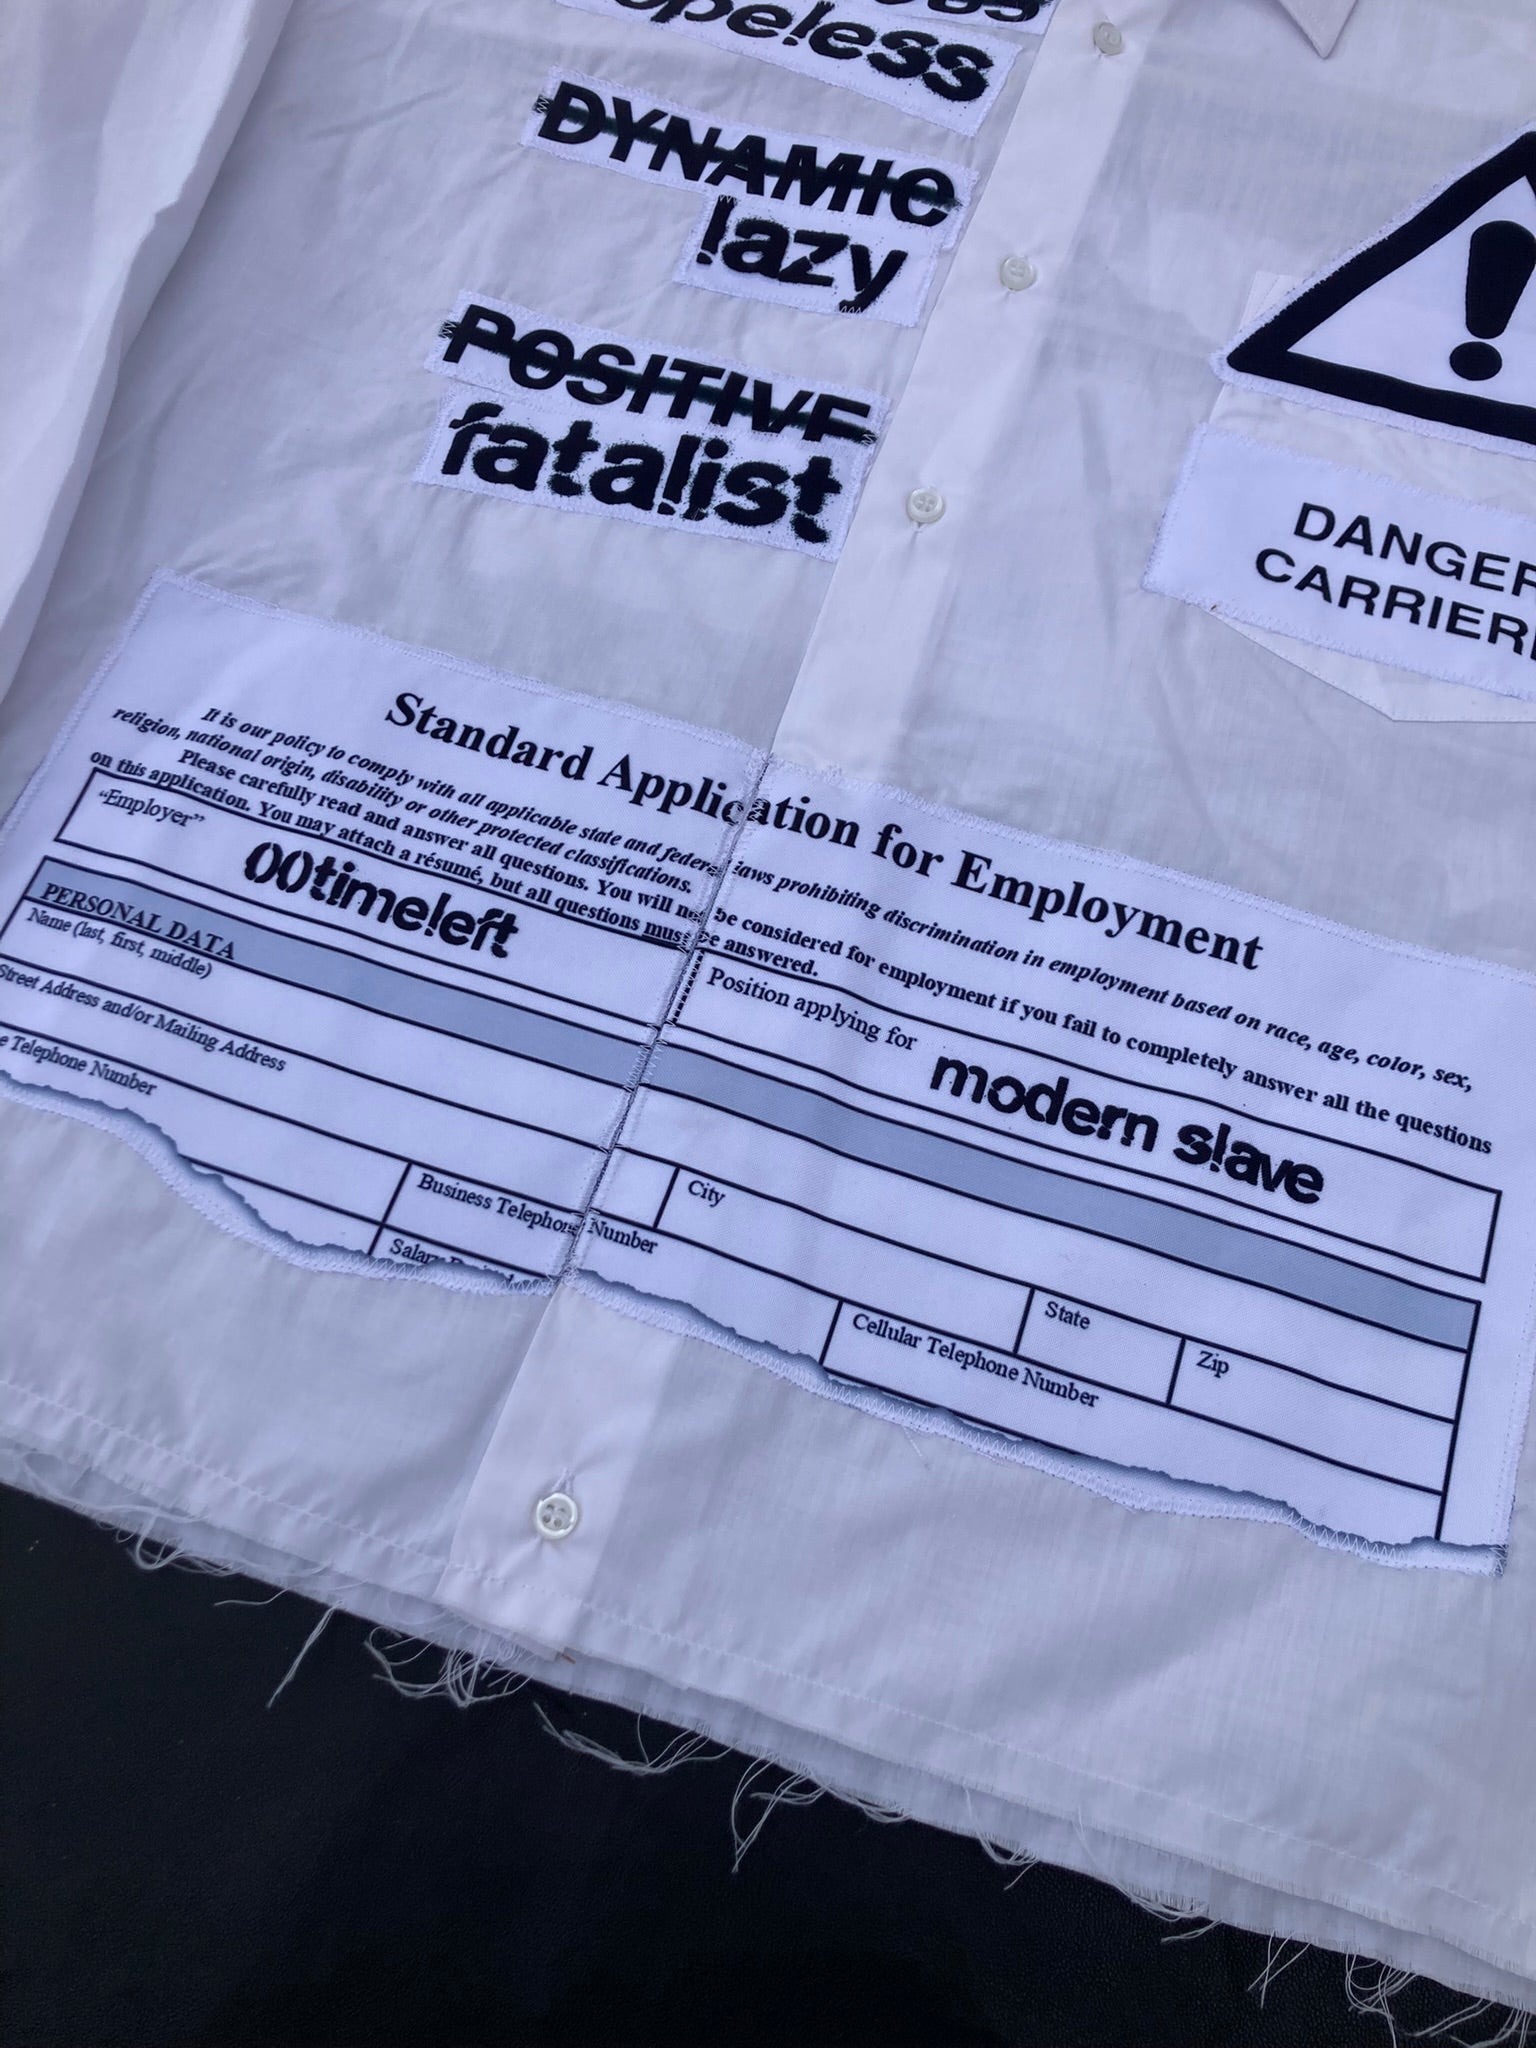 DYNAMIC
lazy
POSITIVE
fatalist
DANGER
CARRIER
Standard Application for Employment
It is our policy to comply with all applicable state and federal laws prohibiting discrimination in employment based on race, age, color, sex,
religion, national origin, disability or other protected classifications.
Please carefully read and answer all questions. You will not be considered for employment if you fail to completely answer all the questions
on this application. You may attach a résumé, but all questions must be answered.
“Employer”
00timeleft
Position applying for
modern slave
PERSONAL DATA
Name (last, first, middle)
Street Address and/or Mailing Address
City
State
Zip
Telephone Number
Business Telephone Number
Cellular Telephone Number